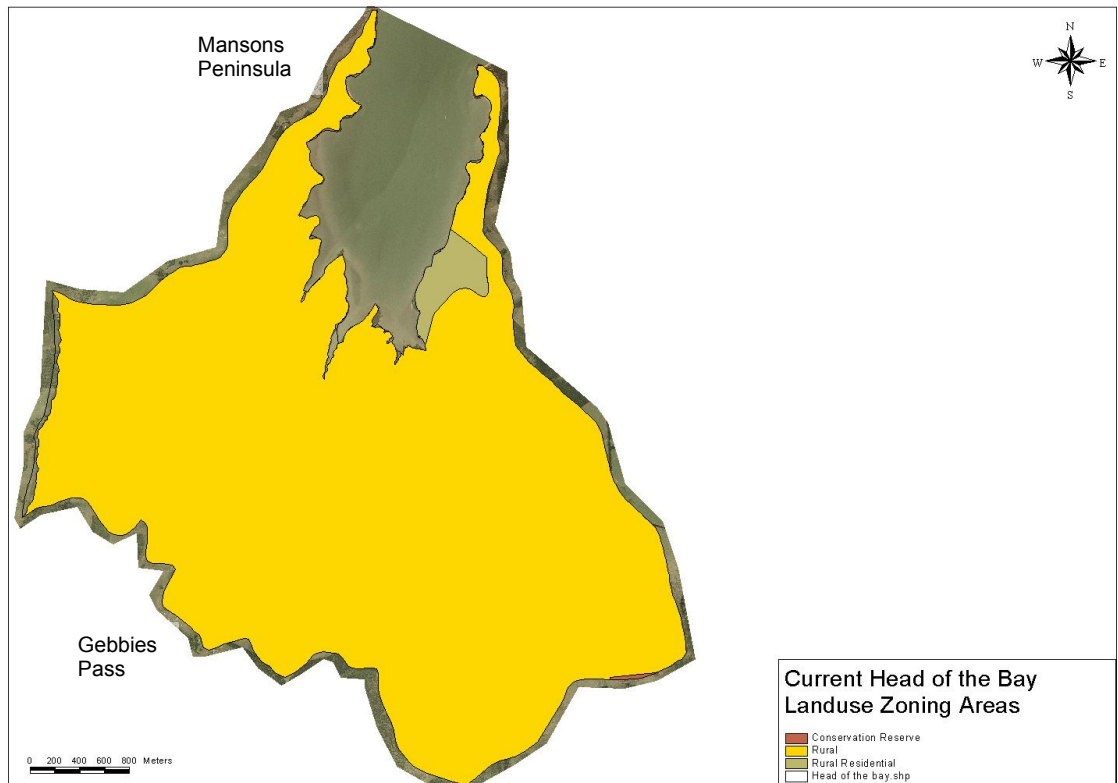 Mansons
Peninsula
N
W E
S
Gebbies
Pass
0 200 400 600 800 Meters
Current Head of the Bay
Landuse Zoning Areas
Conservation Reserve
Rural
Rural Residential
Head of the bay.shp